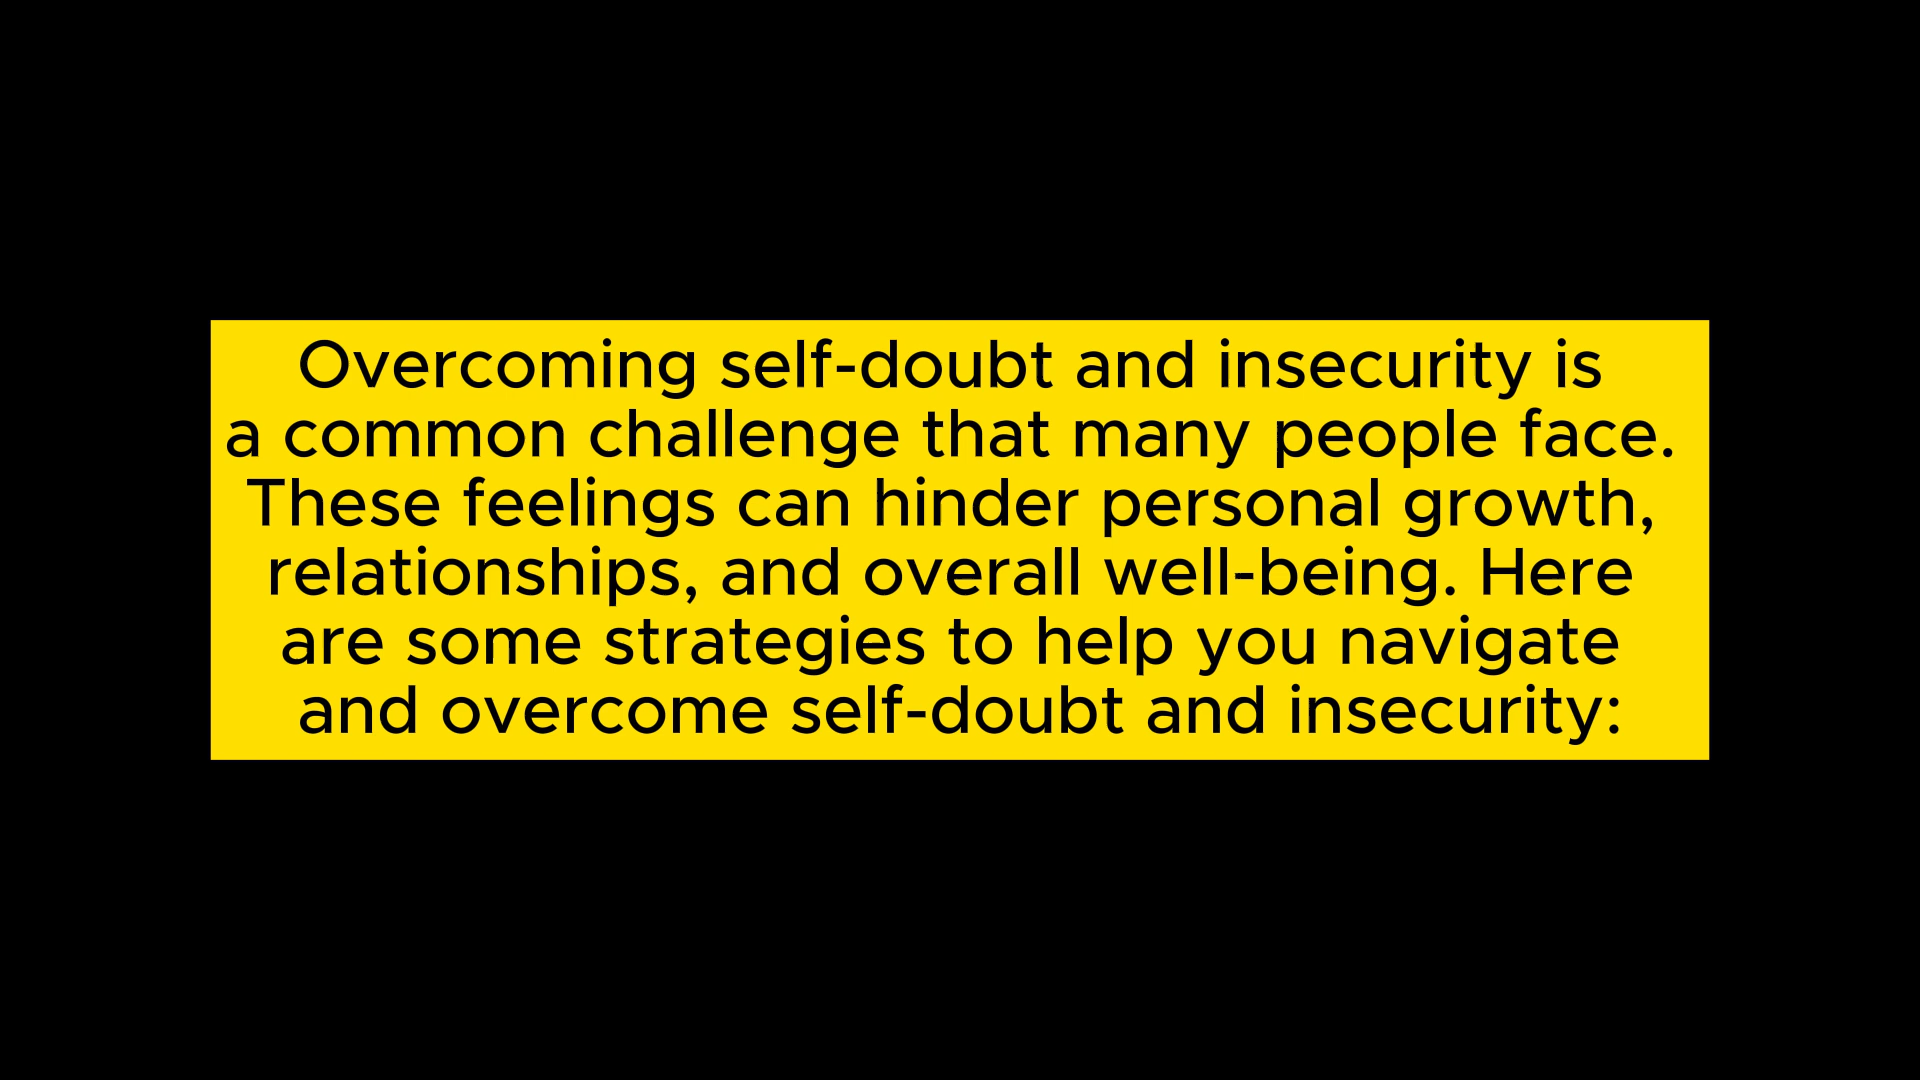 Overcoming self-doubt and insecurity is
a common challenge that many people face.
These feelings can hinder personal growth,
relationships, and overall well-being. Here
are some strategies to help you navigate
and overcome self-doubt and insecurity: